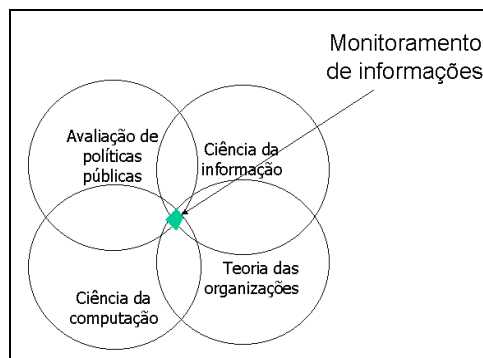 Monitoramento
de informações
Avaliação de
políticas
públicas
Ciência da
informação
Ciência da
computação
Teoria das
organizações